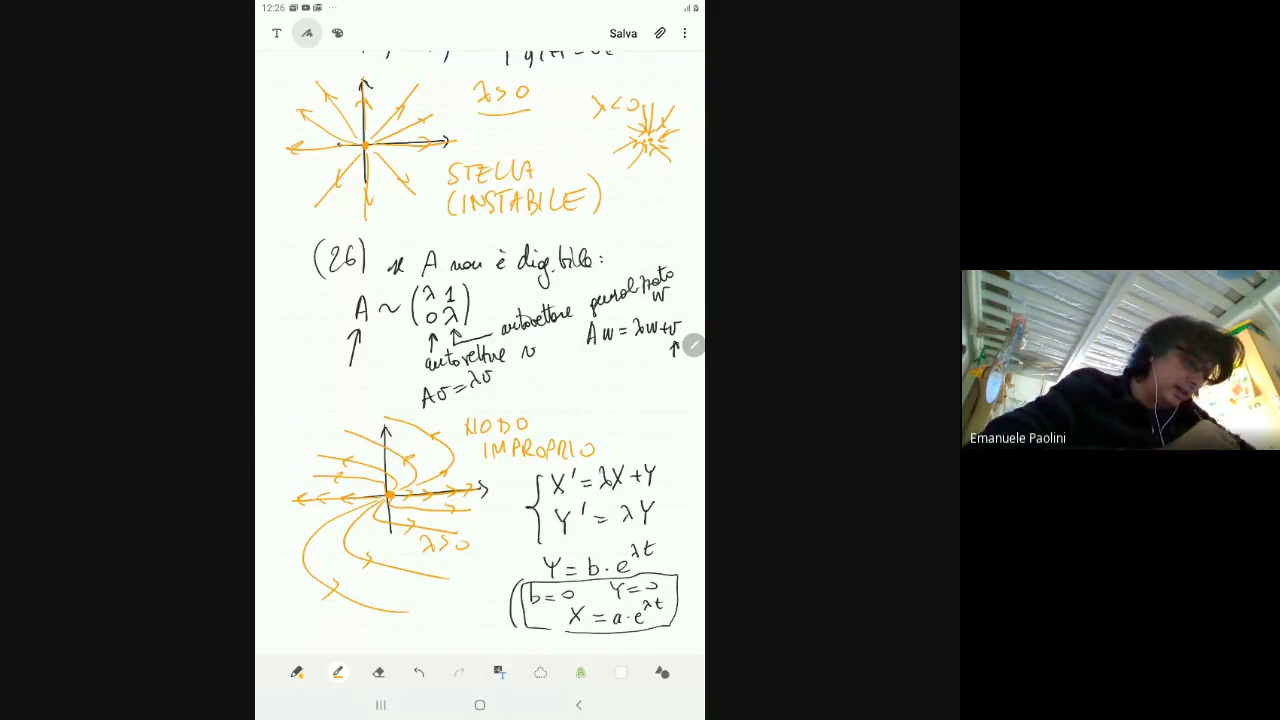 12:26
T
Salva
λ>0
λ<0
STELLA
(INSTABILE)
(26) se A non è diag.bile:
A ~ (λ 1
0 λ)
autovettore generalizzato
w
Aw = λw+v
autovettore v
Av = λv
NODO
IMPROPRIO
X' = λX + Y
Y' = λY
λ>0
Y = b · e^λt
b = 0 Y = 0
X = a · e^λt
Emanuele Paolini